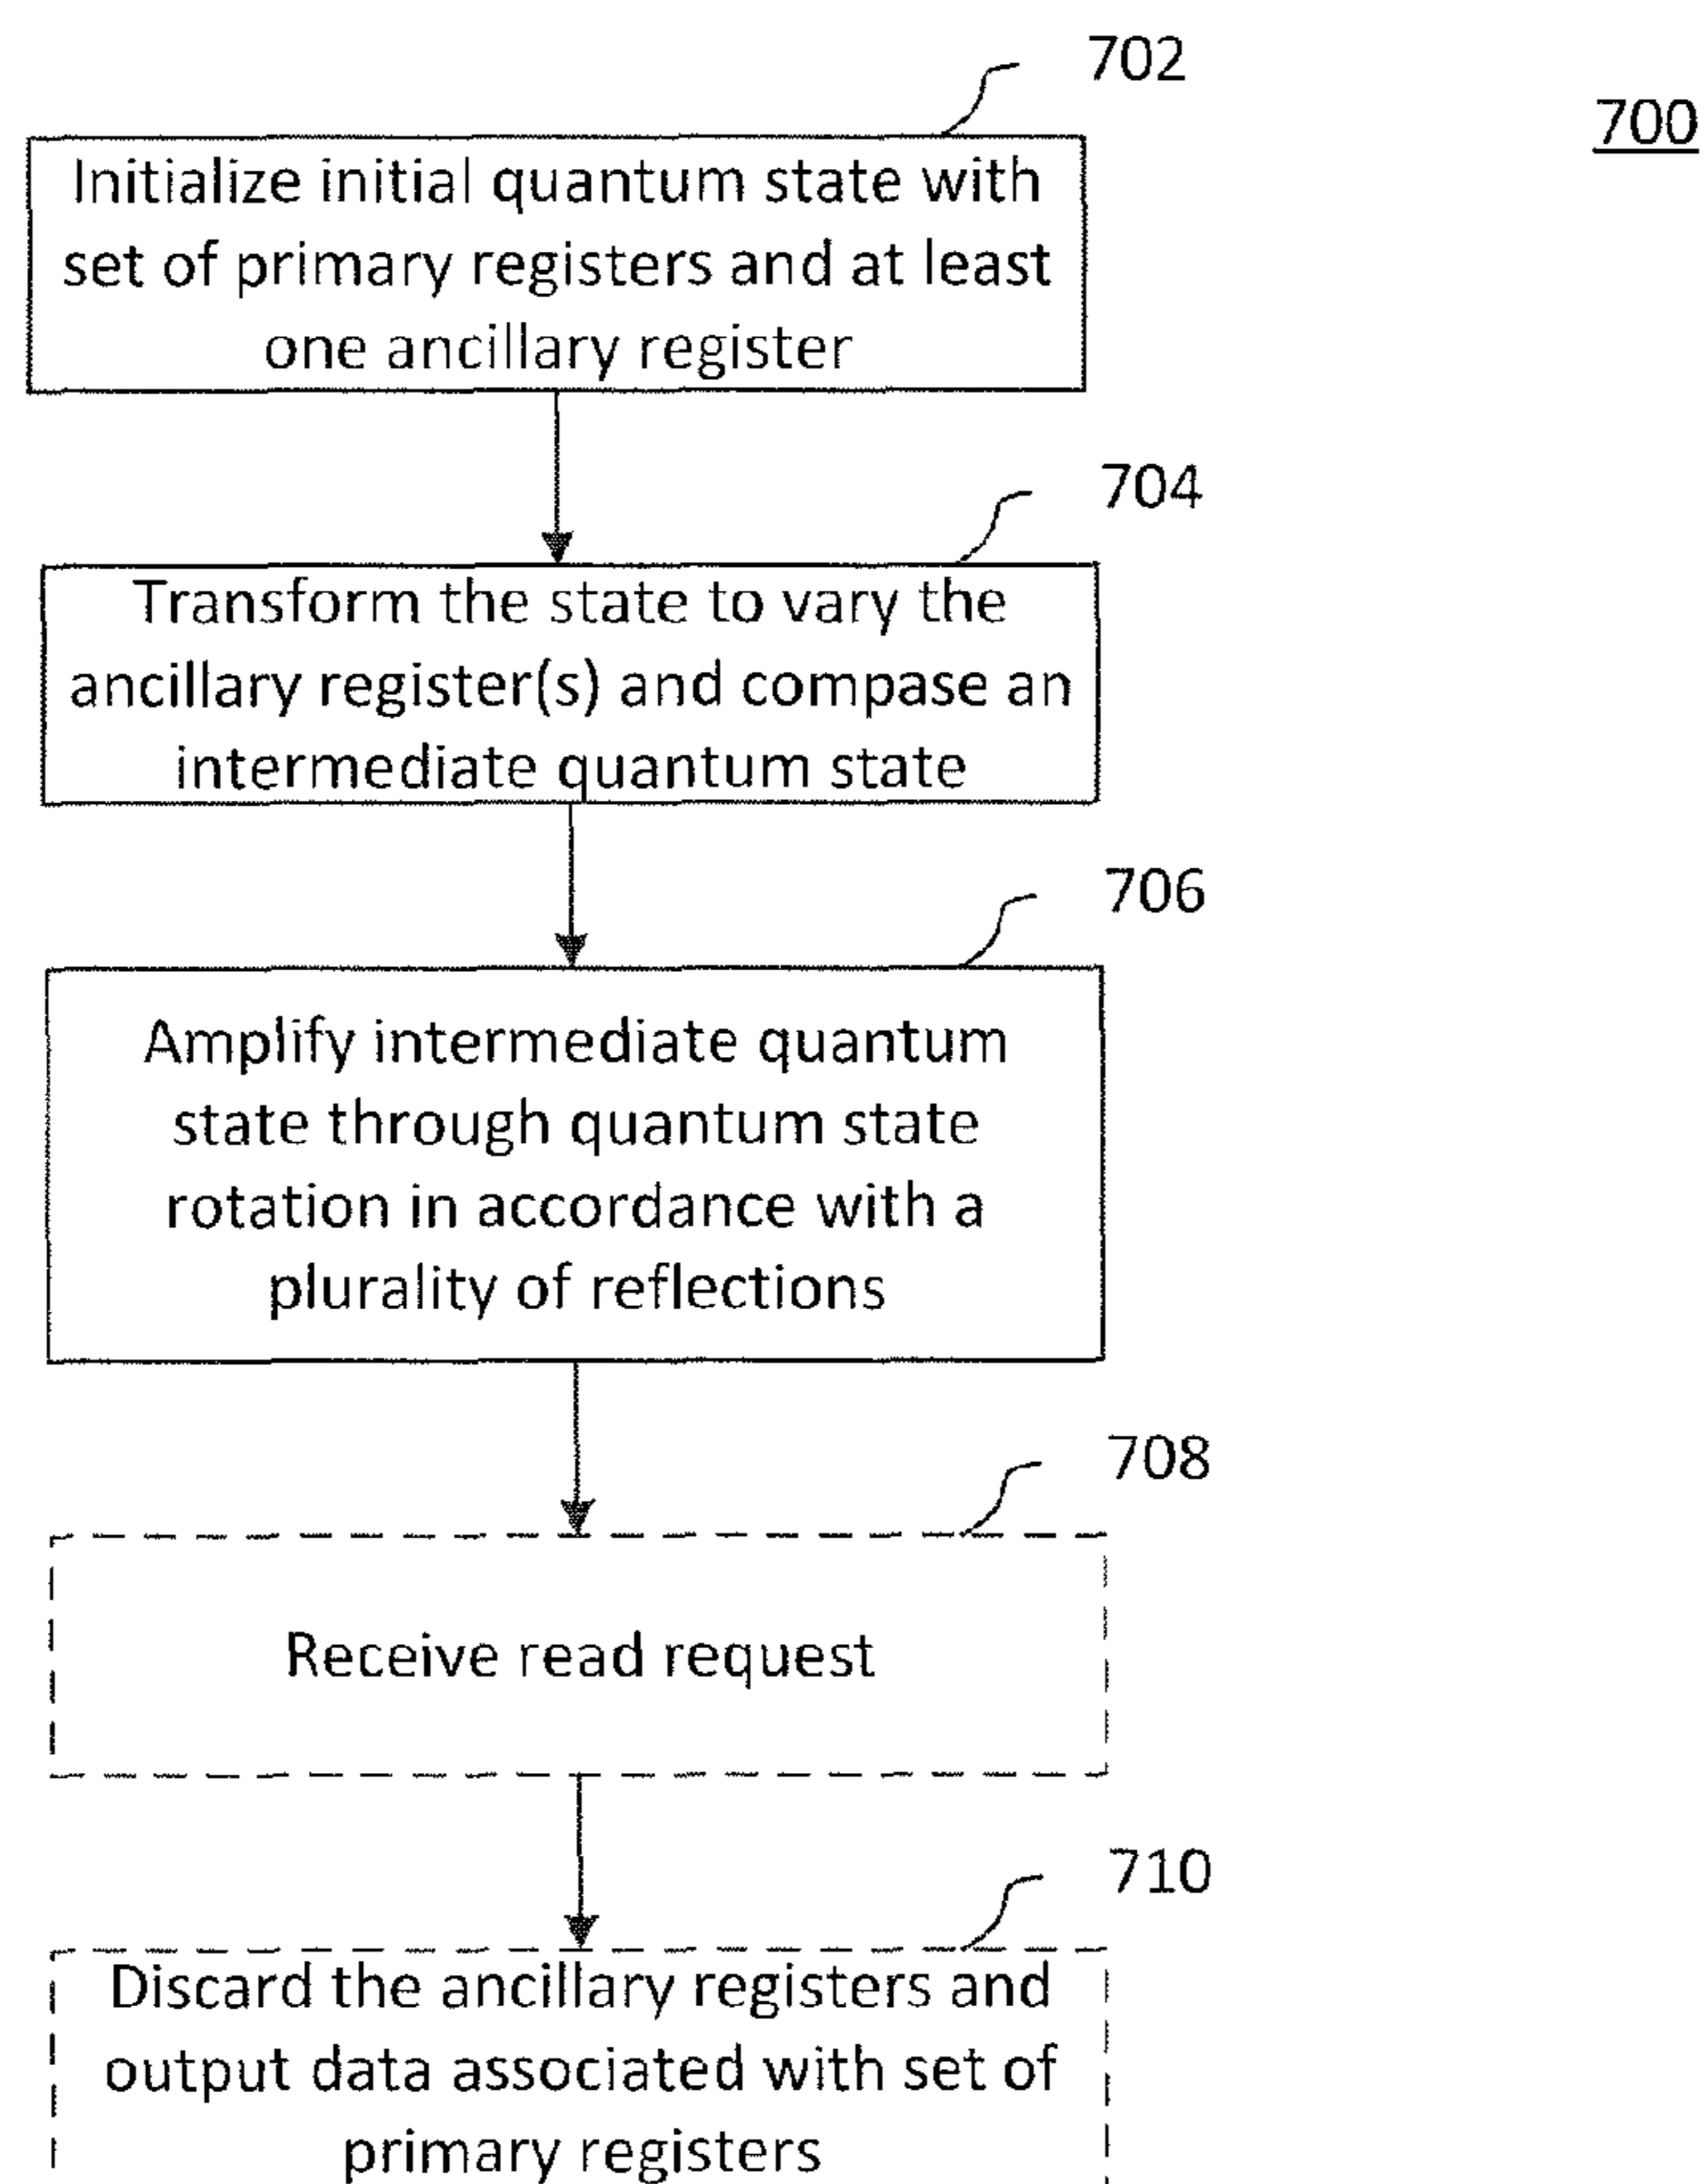 702
700
Initialize initial quantum state with
set of primary registers and at least
one ancillary register
704
Transform the state to vary the
ancillary register(s) and compase an
intermediate quantum state
706
Amplify intermediate quantum
state through quantum state
rotation in accordance with a
plurality of reflections
708
Receive read request
710
Discard the ancillary registers and
output data associated with set of
primary registers